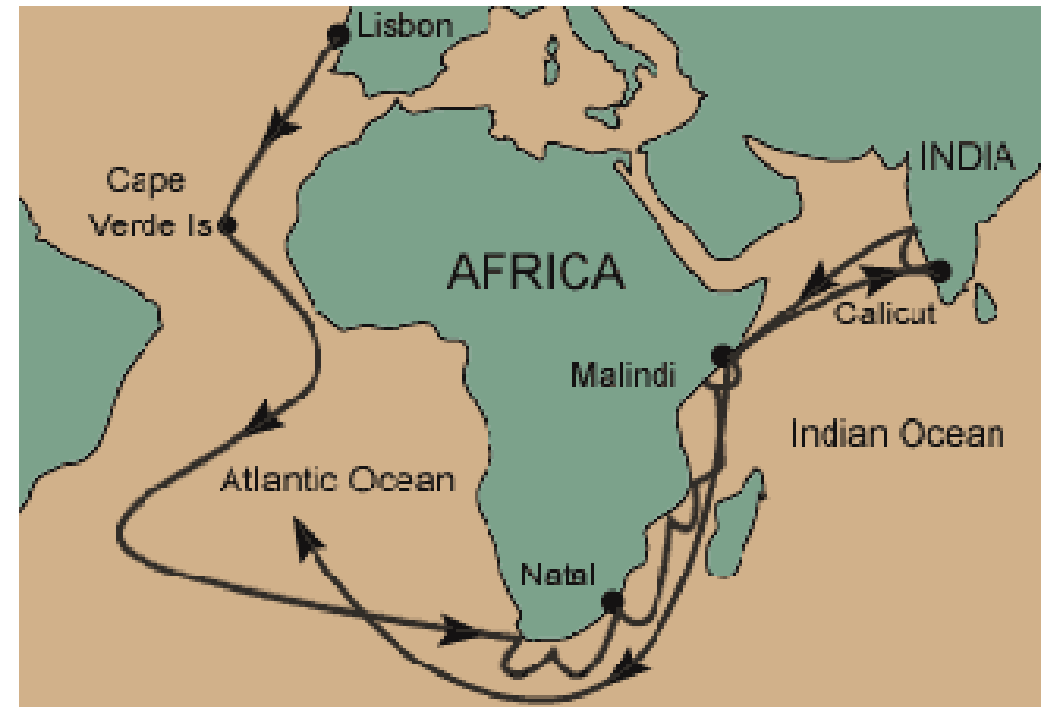 Lisbon
Cape
Verde Is
INDIA
AFRICA
Calicut
Malindi
Indian Ocean
Atlantic Ocean
Natal